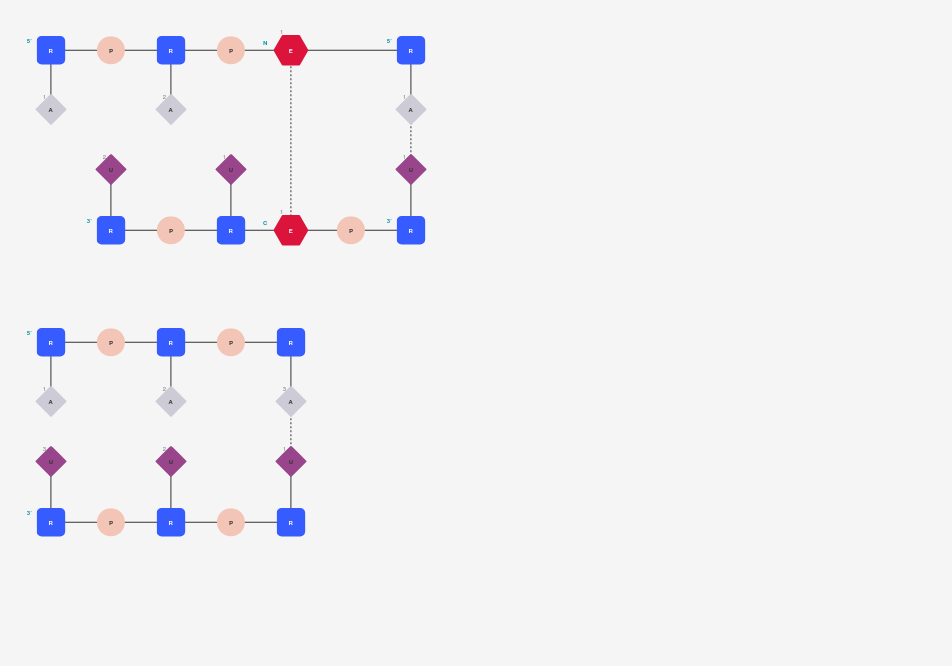 5' R P R P N 1 E 5' R
1 A 2 A 1 A
2 U 1 U 1 U
3' R P R C 1 E P 3' R
5' R P R P R
1 A 2 A 3 A
3 U 2 U 1 U
3' R P R P R